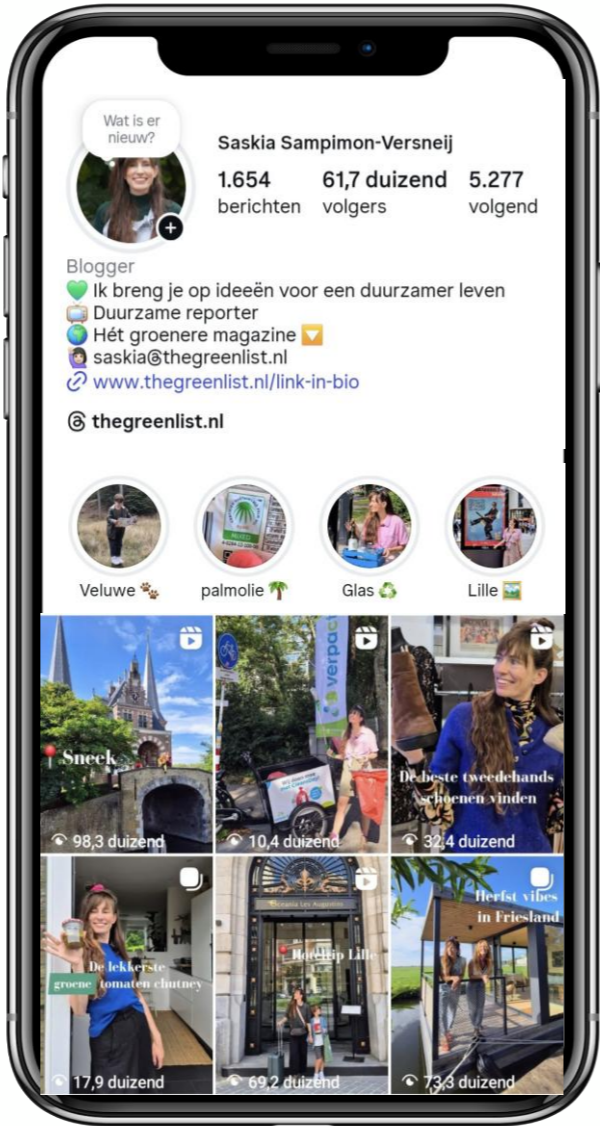 Wat is er
nieuw?
Saskia Sampimon-Versneij
1.654 61,7 duizend 5.277
berichten volgers volgend
Blogger
💚 Ik breng je op ideeën voor een duurzamer leven
📺 Duurzame reporter
🌍 Hét groenere magazine 🔽
🙋🏻‍♀️ saskia@thegreenlist.nl
www.thegreenlist.nl/link-in-bio
thegreenlist.nl
Veluwe 🐾 palmolie 🌴 Glas ♻️ Lille 🖼️
📍 Sneek
98,3 duizend
verpact
10,4 duizend
De beste tweedehands
schoenen vinden
32,4 duizend
De lekkerste
groene tomaten chutney
17,9 duizend
Oceania Les Augustins
📍 Hoteltip Lille
69,2 duizend
Herfst vibes
in Friesland
73,3 duizend